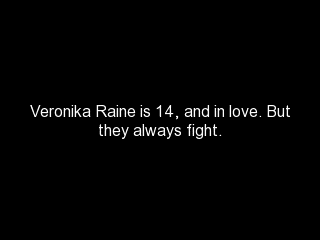 Veronika Raine is 14, and in love. But
they always fight.